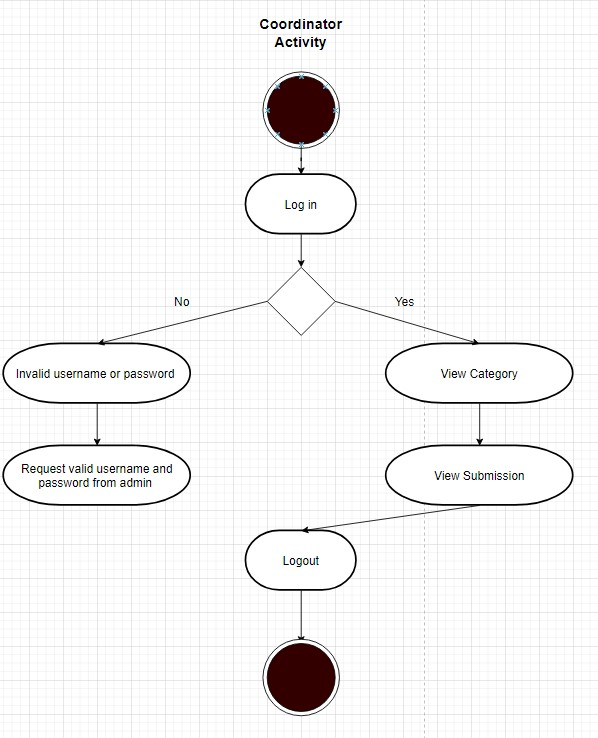 Coordinator
Activity
Log in
No
Yes
Invalid username or password
View Category
Request valid username and
password from admin
View Submission
Logout